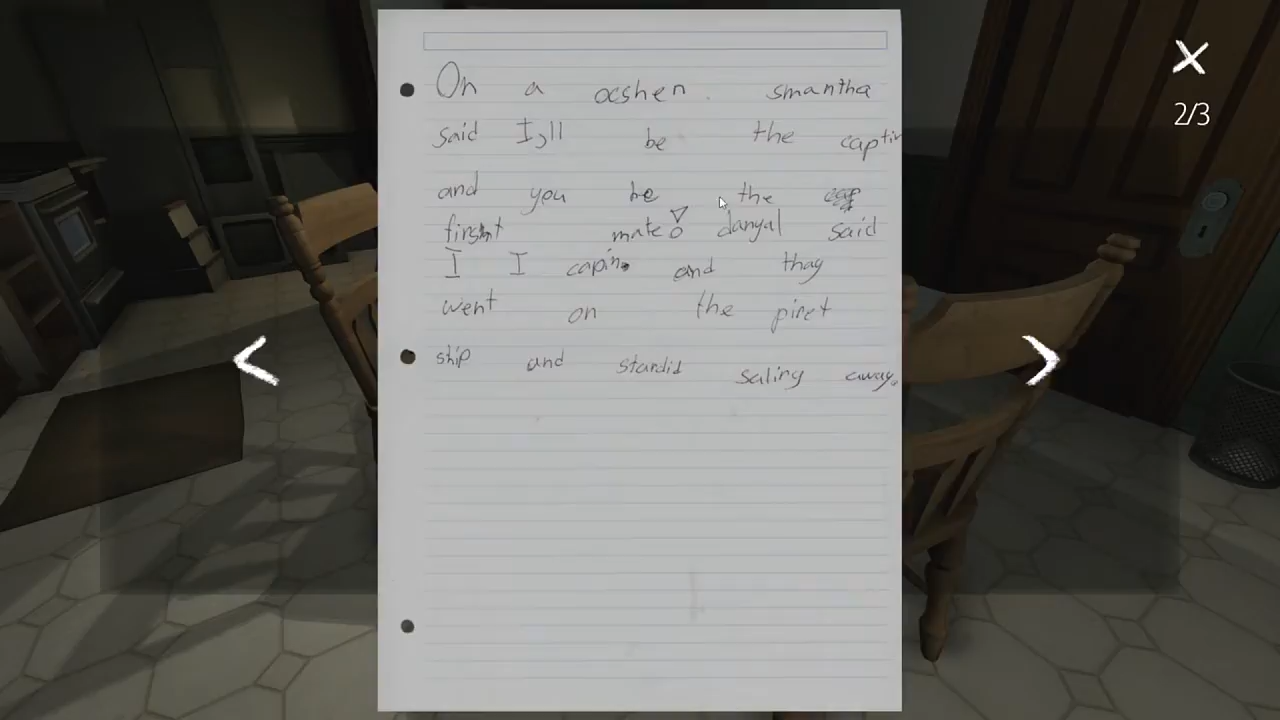 On a ocshen. smantha
said I,ll be the captin
and you be the
first mate! danyal said
I I capin. and thay
went on the piret
ship and standid saling away.
2/3